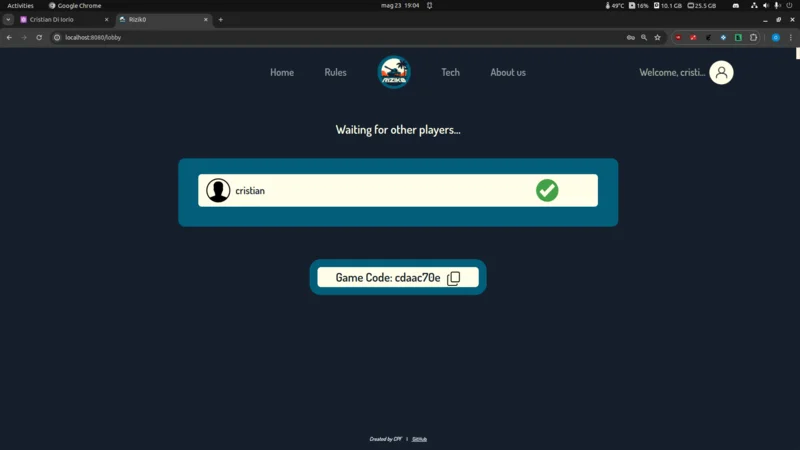 Activities
Google Chrome
mag 23 19:04
49°C
16%
10.1 GB
25.5 GB
Cristian Di Iorio
Rizik0
localhost:8080/lobby
Home
Rules
RIZIK0
Tech
About us
Welcome, cristi...
Waiting for other players...
cristian
Game Code: cdaac70e
Created by CPF | GitHub